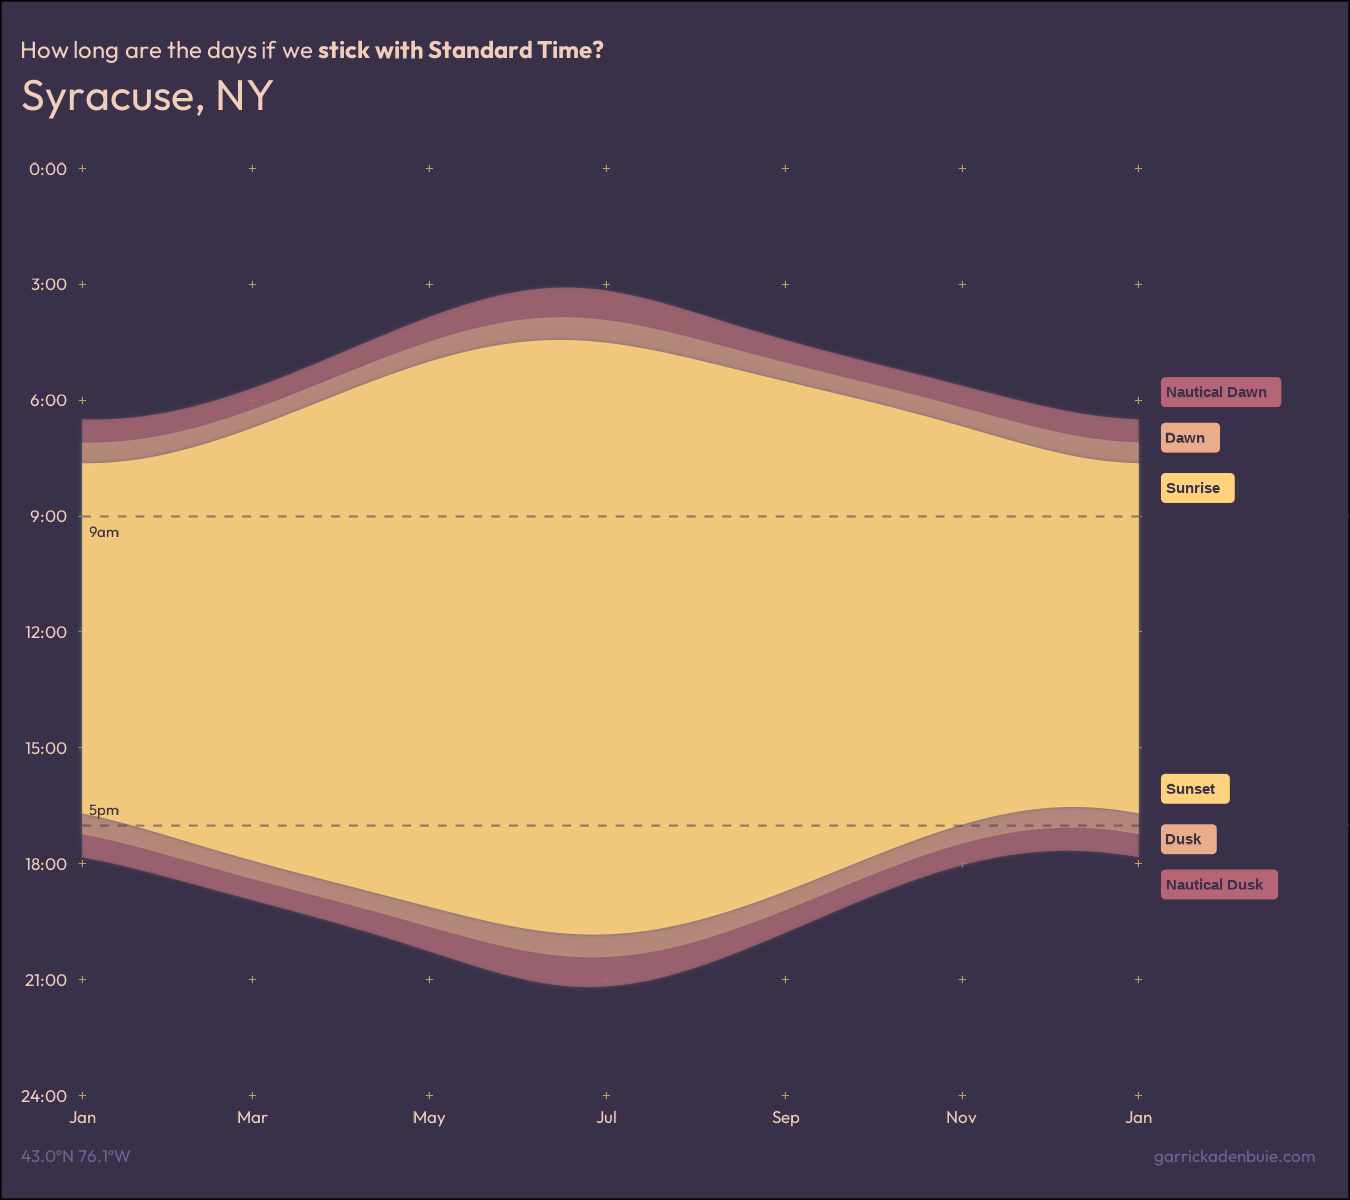 How long are the days if we stick with Standard Time?
Syracuse, NY
0:00
3:00
6:00
9:00
12:00
15:00
18:00
21:00
24:00
9am
5pm
Nautical Dawn
Dawn
Sunrise
Sunset
Dusk
Nautical Dusk
Jan Mar May Jul Sep Nov Jan
43.0°N 76.1°W
garrickadenbuie.com